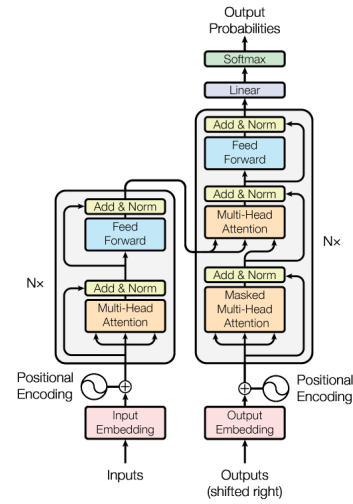 Output
Probabilities
Softmax
Linear
Add & Norm
Feed
Forward
Add & Norm
Multi-Head
Attention
Add & Norm
Masked
Multi-Head
Attention
Nx
Add & Norm
Feed
Forward
Add & Norm
Multi-Head
Attention
Nx
Positional
Encoding
Positional
Encoding
Input
Embedding
Output
Embedding
Inputs
Outputs
(shifted right)